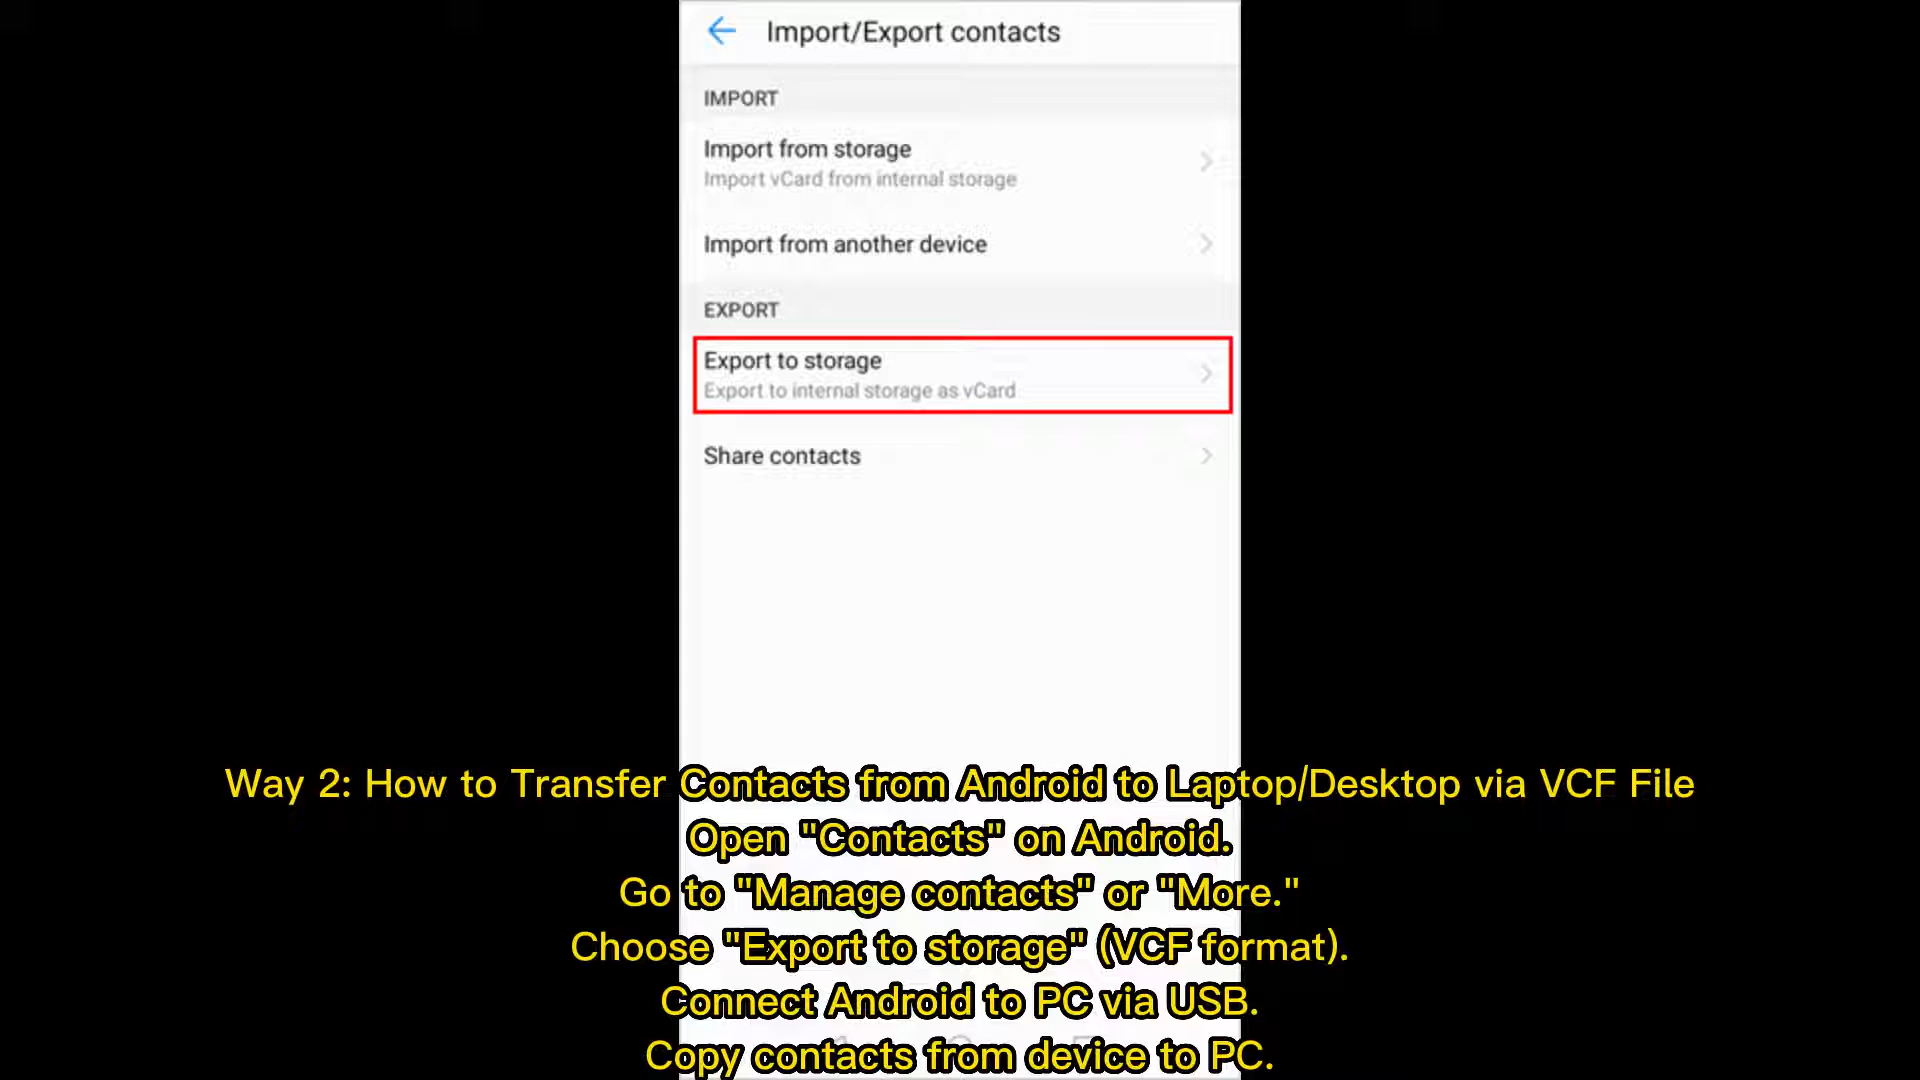 Import/Export contacts
IMPORT
Import from storage
Import vCard from internal storage
Import from another device
EXPORT
Export to storage
Export to internal storage as vCard
Share contacts
Way 2: How to Transfer Contacts from Android to Laptop/Desktop via VCF File
Open "Contacts" on Android.
Go to "Manage contacts" or "More."
Choose "Export to storage" (VCF format).
Connect Android to PC via USB.
Copy contacts from device to PC.